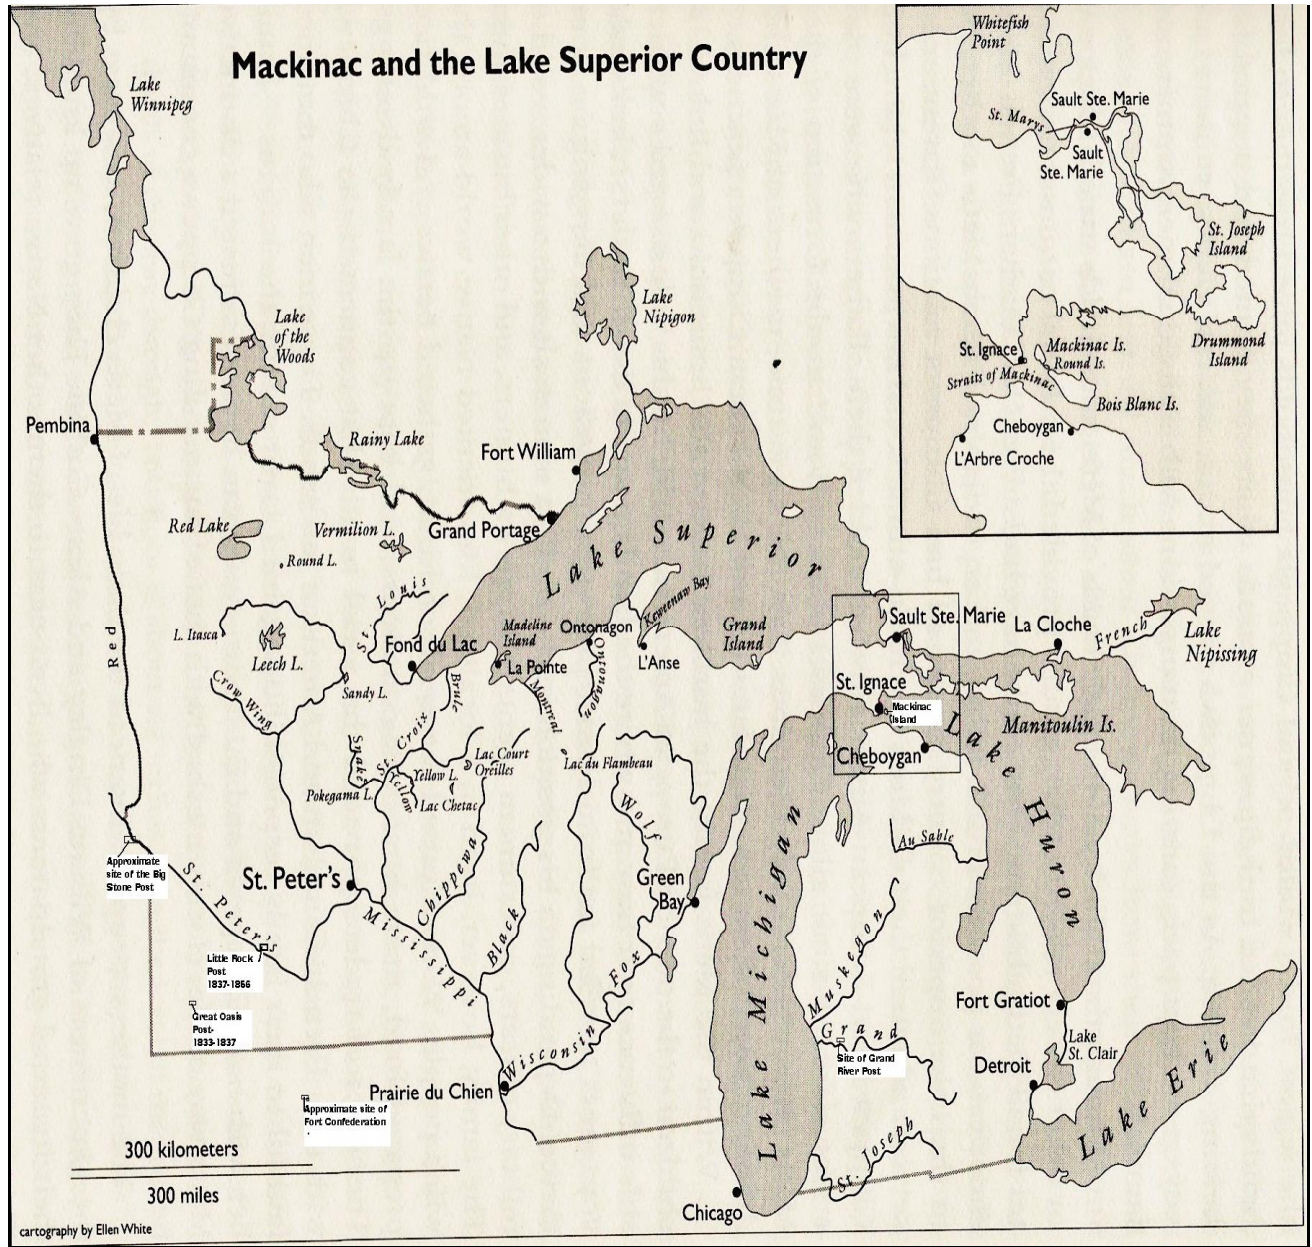 Mackinac and the Lake Superior Country
Lake
Winnipeg
Lake
of the
Woods
Lake
Nipigon
Pembina
Rainy Lake
Fort William
Grand Portage
Red Lake
Vermilion L.
Round L.
Lake Superior
Red
L. Itasca
Leech L.
St. Louis
Fond du Lac
Madeline
Island
La Pointe
Ontonagon
Ontonagon
Keweenaw Bay
L'Anse
Grand
Island
Sault Ste. Marie
La Cloche
French
Lake
Nipissing
Crow Wing
Sandy L.
Brule
Montreal
St. Ignace
Mackinac
Island
Cheboygan
Manitoulin Is.
Lake Huron
Snake
St. Croix
Pokegama L.
Yellow
Yellow L.
Lac Court
Oreilles
Lac Chetac
Lac du Flambeau
Wolf
Au Sable
Approximate
site of the Big
Stone Post
St. Peter's
St. Peter's
Mississippi
Chippewa
Black
Green
Bay
Fox
Lake Michigan
Muskegon
Little Rock
Post
1837-1866
Great Oasis
Post-
1833-1837
Wisconsin
Grand
Site of Grand
River Post
Fort Gratiot
Lake
St. Clair
Detroit
Lake Erie
Prairie du Chien
Approximate site of
Fort Confederation
St. Joseph
Chicago
300 kilometers
300 miles
cartography by Ellen White
Whitefish
Point
Sault Ste. Marie
St. Marys
Sault
Ste. Marie
St. Joseph
Island
Drummond
Island
St. Ignace
Mackinac Is.
Round Is.
Straits of Mackinac
Bois Blanc Is.
Cheboygan
L'Arbre Croche